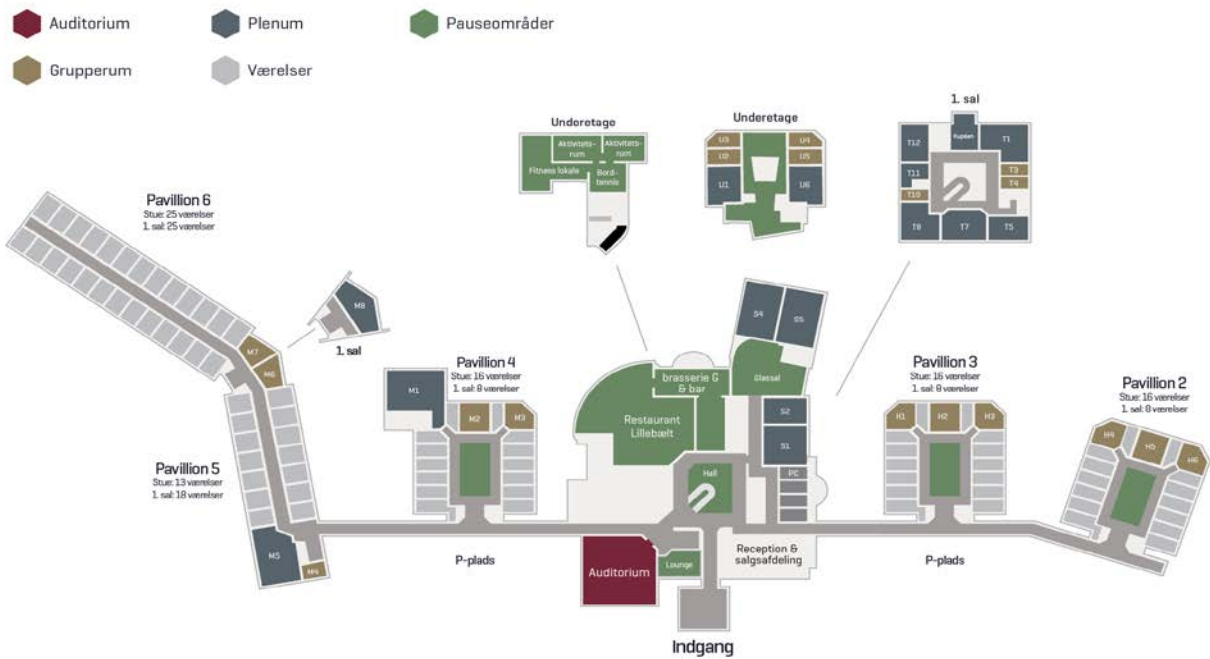 Auditorium
Plenum
Pauseområder
Grupperum
Værelser
Underetage
Aktivitets-
rum
Aktivitets-
rum
Fitness lokale
Bord-
tennis
Underetage
U3
U4
U2
U5
U1
U6
1. sal
Kupéen
T12
T1
T11
T3
T4
T10
T8
T7
T5
Pavillion 6
Stue: 25 værelser
1. sal: 25 værelser
M8
1. sal
M7
M6
Pavillion 5
Stue: 13 værelser
1. sal: 18 værelser
M5
M4
Pavillion 4
Stue: 16 værelser
1. sal: 8 værelser
M1
M2
M3
P-plads
S4
S5
Glassal
brasserie G
& bar
Restaurant
Lillebælt
S2
S1
PC
Hall
Auditorium
Lounge
Reception &
salgsafdeling
Indgang
Pavillion 3
Stue: 16 værelser
1. sal: 8 værelser
H1
H2
H3
P-plads
Pavillion 2
Stue: 16 værelser
1. sal: 8 værelser
H4
H5
H6